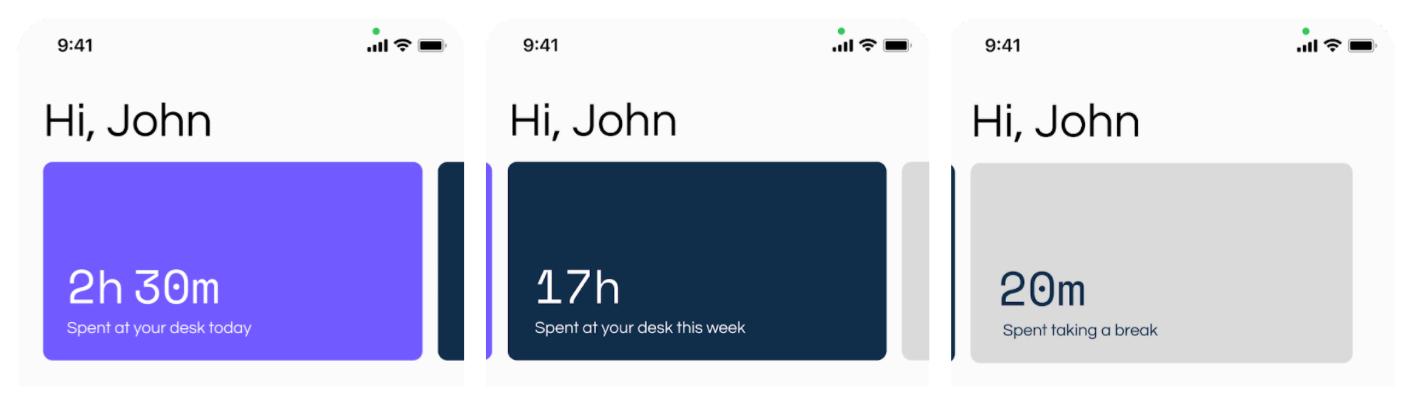 9:41
Hi, John
2h 30m
Spent at your desk today
9:41
Hi, John
17h
Spent at your desk this week
9:41
Hi, John
20m
Spent taking a break